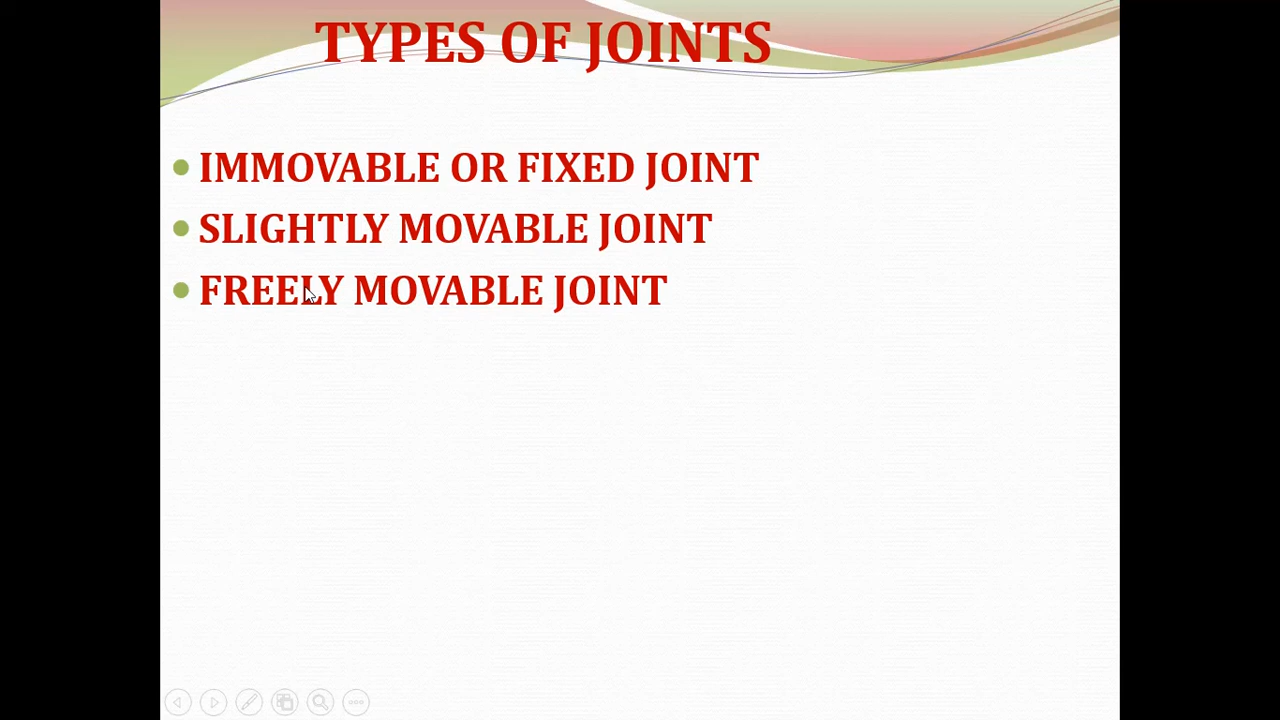 TYPES OF JOINTS
IMMOVABLE OR FIXED JOINT
SLIGHTLY MOVABLE JOINT
FREELY MOVABLE JOINT